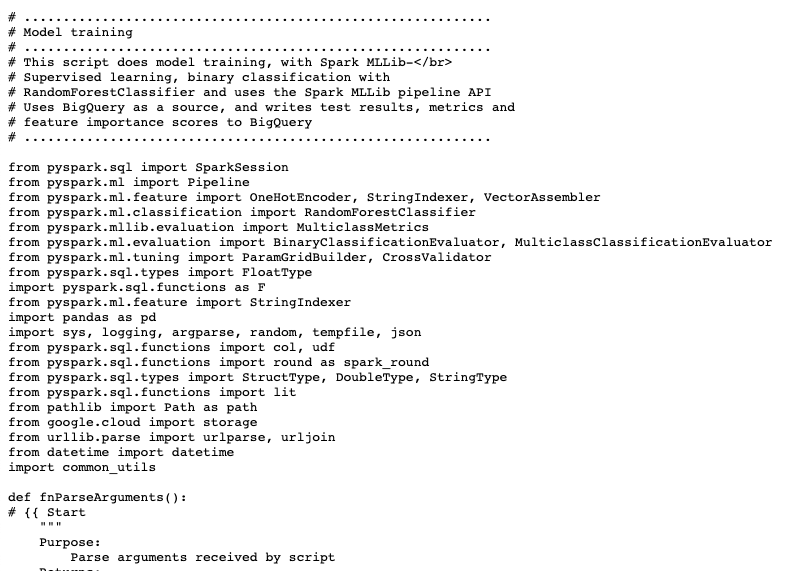 # ............................................................
# Model training
# ............................................................
# This script does model training, with Spark MLLib-</br>
# Supervised learning, binary classification with
# RandomForestClassifier and uses the Spark MLLib pipeline API
# Uses BigQuery as a source, and writes test results, metrics and
# feature importance scores to BigQuery
# ............................................................

from pyspark.sql import SparkSession
from pyspark.ml import Pipeline
from pyspark.ml.feature import OneHotEncoder, StringIndexer, VectorAssembler
from pyspark.ml.classification import RandomForestClassifier
from pyspark.mllib.evaluation import MulticlassMetrics
from pyspark.ml.evaluation import BinaryClassificationEvaluator, MulticlassClassificationEvaluator
from pyspark.ml.tuning import ParamGridBuilder, CrossValidator
from pyspark.sql.types import FloatType
import pyspark.sql.functions as F
from pyspark.ml.feature import StringIndexer
import pandas as pd
import sys, logging, argparse, random, tempfile, json
from pyspark.sql.functions import col, udf
from pyspark.sql.functions import round as spark_round
from pyspark.sql.types import StructType, DoubleType, StringType
from pyspark.sql.functions import lit
from pathlib import Path as path
from google.cloud import storage
from urllib.parse import urlparse, urljoin
from datetime import datetime
import common_utils

def fnParseArguments():
# {{ Start
    """
    Purpose:
        Parse arguments received by script